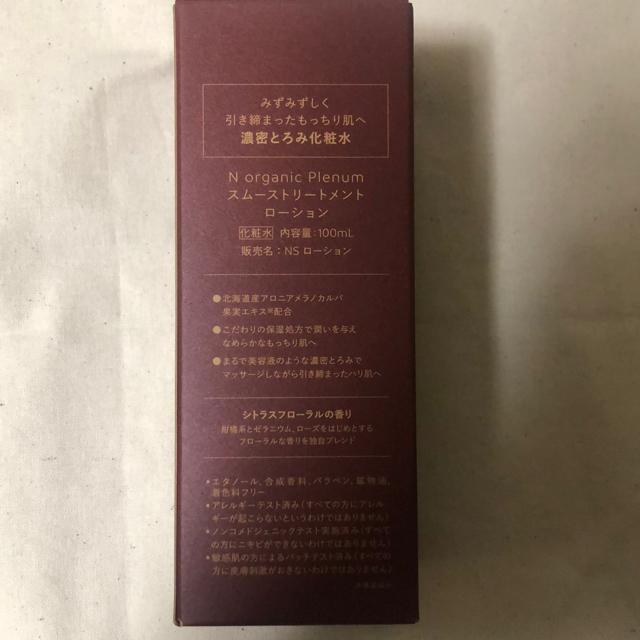 みずみずしく
引き締まったもっちり肌へ
濃密とろみ化粧水
N organic Plenum
スムーストリートメント
ローション
化粧水 内容量:100mL
販売名:NS ローション
●北海道産アロニアメラノカルパ
果実エキス※配合
●こだわりの保湿処方で潤いを与え
なめらかなもっちり肌へ
●まるで美容液のような濃密とろみで
マッサージしながら引き締まったハリ肌へ
シトラスフローラルの香り
柑橘系とゼラニウム、ローズをはじめとする
フローラルな香りを独自ブレンド
*エタノール、合成香料、パラベン、鉱物油、
着色料フリー
*アレルギーテスト済み(すべての方にアレル
ギーが起こらないというわけではありません)
*ノンコメドジェニックテスト実施済み(すべ
ての方にニキビができないわけではありません)
*敏感肌の方によるパッチテスト済み(すべての
方に皮膚刺激がおきないわけではありません)